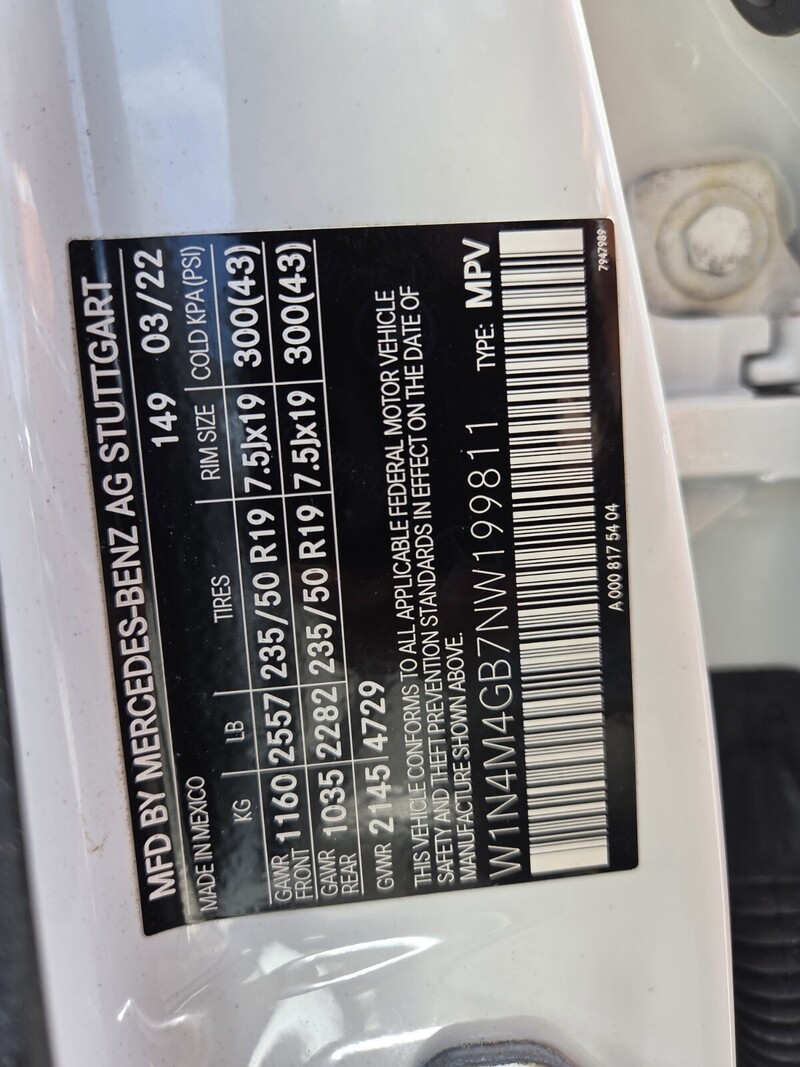 MFD BY MERCEDES-BENZ AG STUTTGART
MADE IN MEXICO 149 03/22
KG LB TIRES RIM SIZE COLD KPA(PSI)
GAWR FRONT 1160 2557 235/50 R19 7.5Jx19 300(43)
GAWR REAR 1035 2282 235/50 R19 7.5Jx19 300(43)
GVWR 2145 4729
THIS VEHICLE CONFORMS TO ALL APPLICABLE FEDERAL MOTOR VEHICLE
SAFETY AND THEFT PREVENTION STANDARDS IN EFFECT ON THE DATE OF
MANUFACTURE SHOWN ABOVE.
W1N4M4GB7NW199811 TYPE: MPV
A 000 817 54 04 7947989